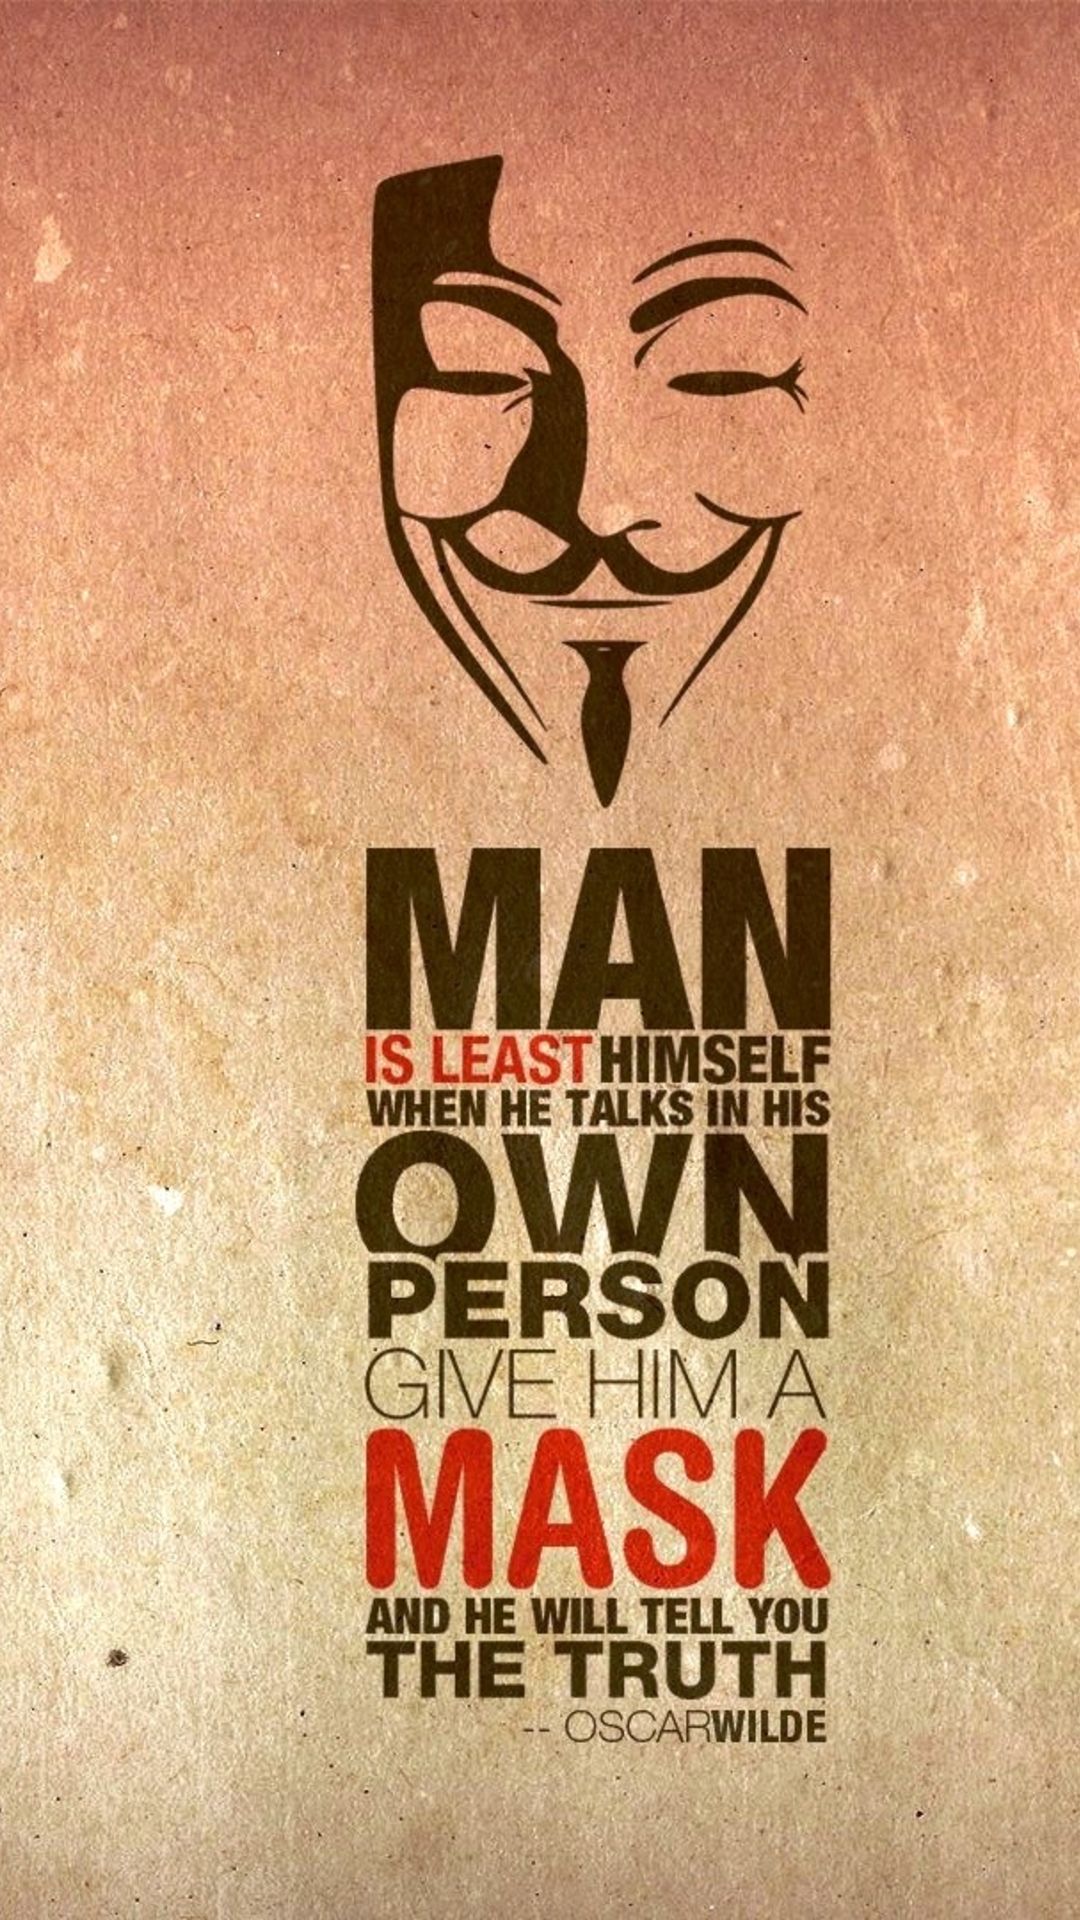 MAN
IS LEAST HIMSELF
WHEN HE TALKS IN HIS
OWN
PERSON
GIVE HIM A
MASK
AND HE WILL TELL YOU
THE TRUTH
-- OSCARWILDE